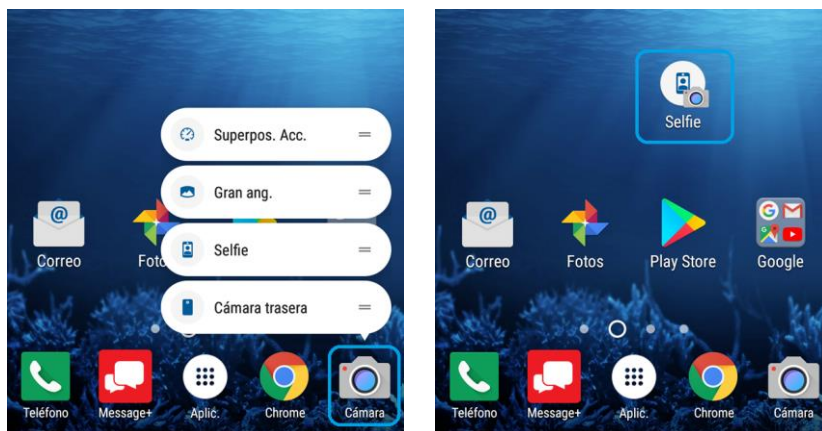 Superpos. Acc.
Gran ang.
Selfie
Cámara trasera
@
Correo
Foto
Teléfono
Message+
Aplic.
Chrome
Cámara
Selfie
@
Correo
Fotos
Play Store
G M
G
Google
Teléfono
Message+
Aplic.
Chrome
Cámara